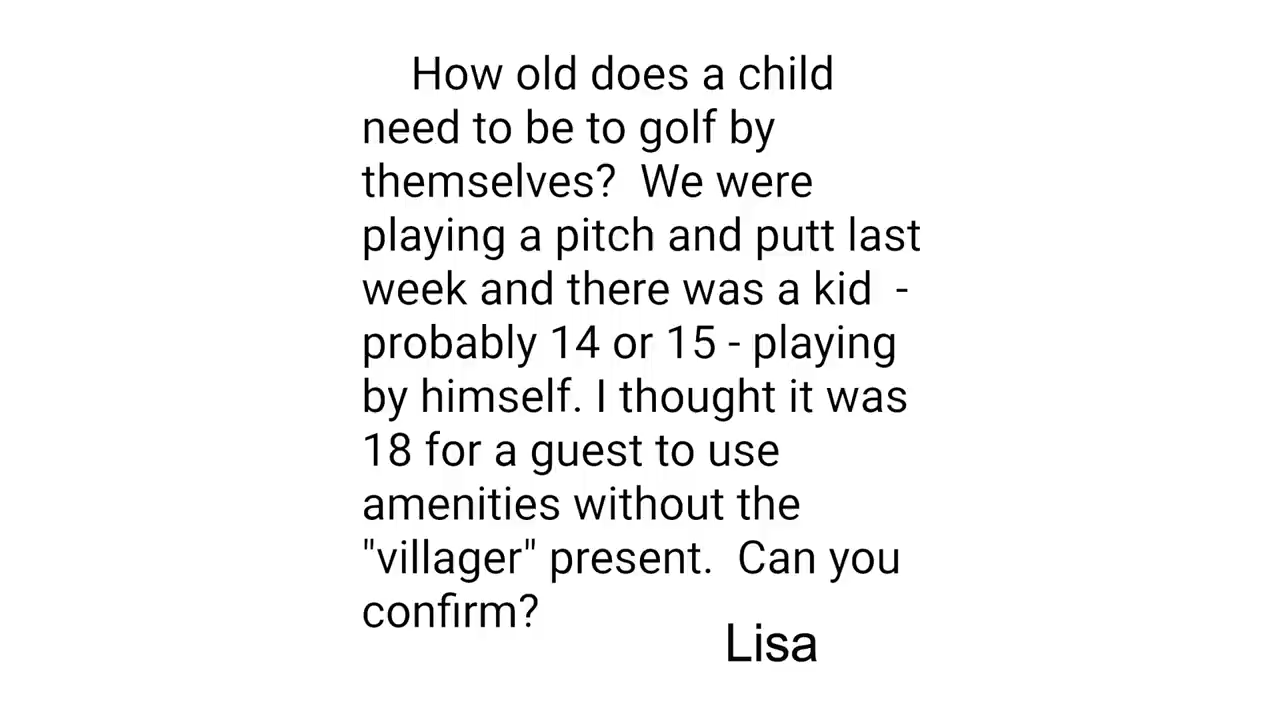 How old does a child
need to be to golf by
themselves?  We were
playing a pitch and putt last
week and there was a kid  -
probably 14 or 15 - playing
by himself. I thought it was
18 for a guest to use
amenities without the
"villager" present.  Can you
confirm?
Lisa